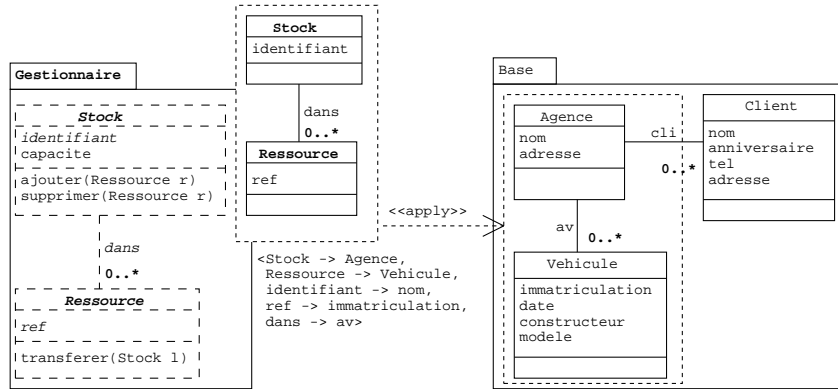 Gestionnaire
Stock
identifiant
capacite
ajouter(Ressource r)
supprimer(Ressource r)
dans
0..*
Ressource
ref
transferer(Stock l)
Stock
identifiant
dans
0..*
Ressource
ref
<<apply>>
<Stock -> Agence,
Ressource -> Vehicule,
identifiant -> nom,
ref -> immatriculation,
dans -> av>
Base
Agence
nom
adresse
cli
0..*
Client
nom
anniversaire
tel
adresse
av
0..*
Vehicule
immatriculation
date
constructeur
modele